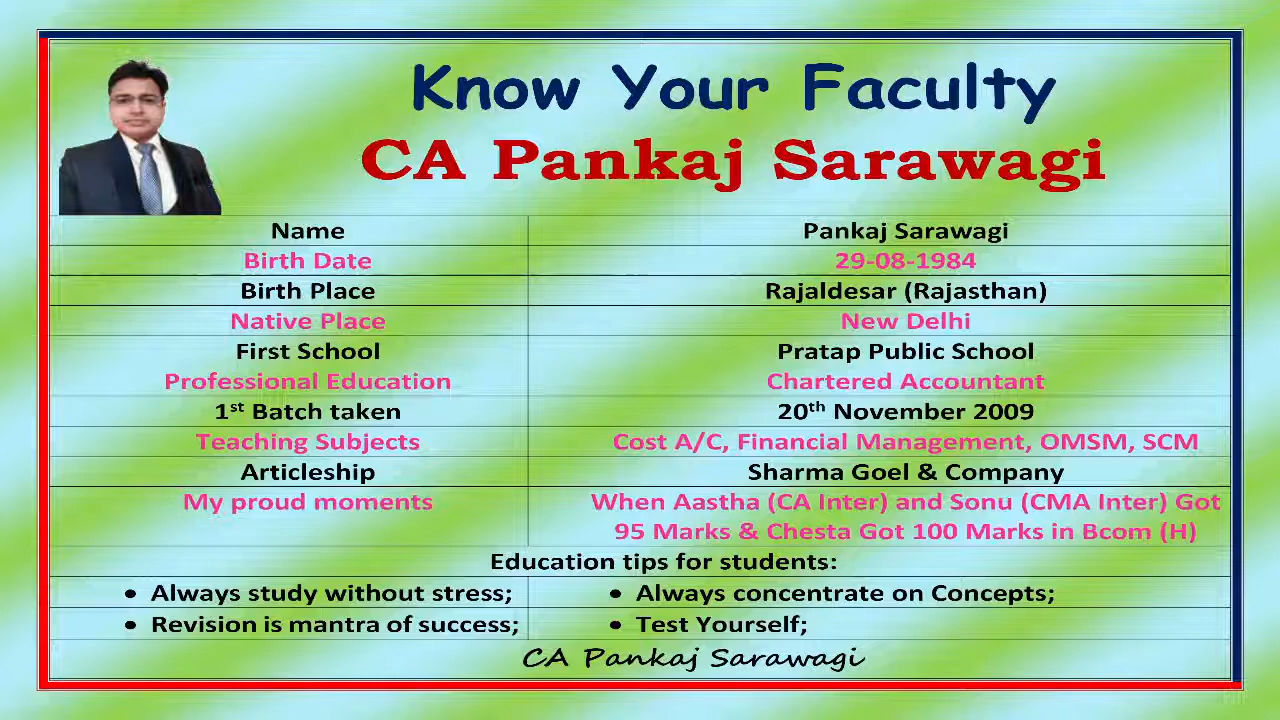 Know Your Faculty
CA Pankaj Sarawagi
Name Pankaj Sarawagi
Birth Date 29-08-1984
Birth Place Rajaldesar (Rajasthan)
Native Place New Delhi
First School Pratap Public School
Professional Education Chartered Accountant
1st Batch taken 20th November 2009
Teaching Subjects Cost A/C, Financial Management, OMSM, SCM
Articleship Sharma Goel & Company
My proud moments When Aastha (CA Inter) and Sonu (CMA Inter) Got
95 Marks & Chesta Got 100 Marks in Bcom (H)
Education tips for students:
• Always study without stress; • Always concentrate on Concepts;
• Revision is mantra of success; • Test Yourself;
CA Pankaj Sarawagi